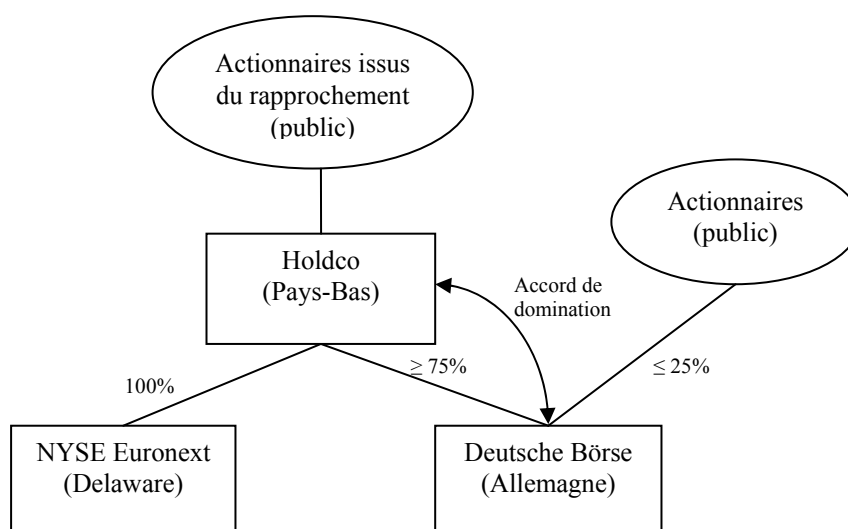 Actionnaires issus
du rapprochement
(public)
Actionnaires
(public)
Holdco
(Pays-Bas)
Accord de
domination
100%
≥ 75%
≤ 25%
NYSE Euronext
(Delaware)
Deutsche Börse
(Allemagne)